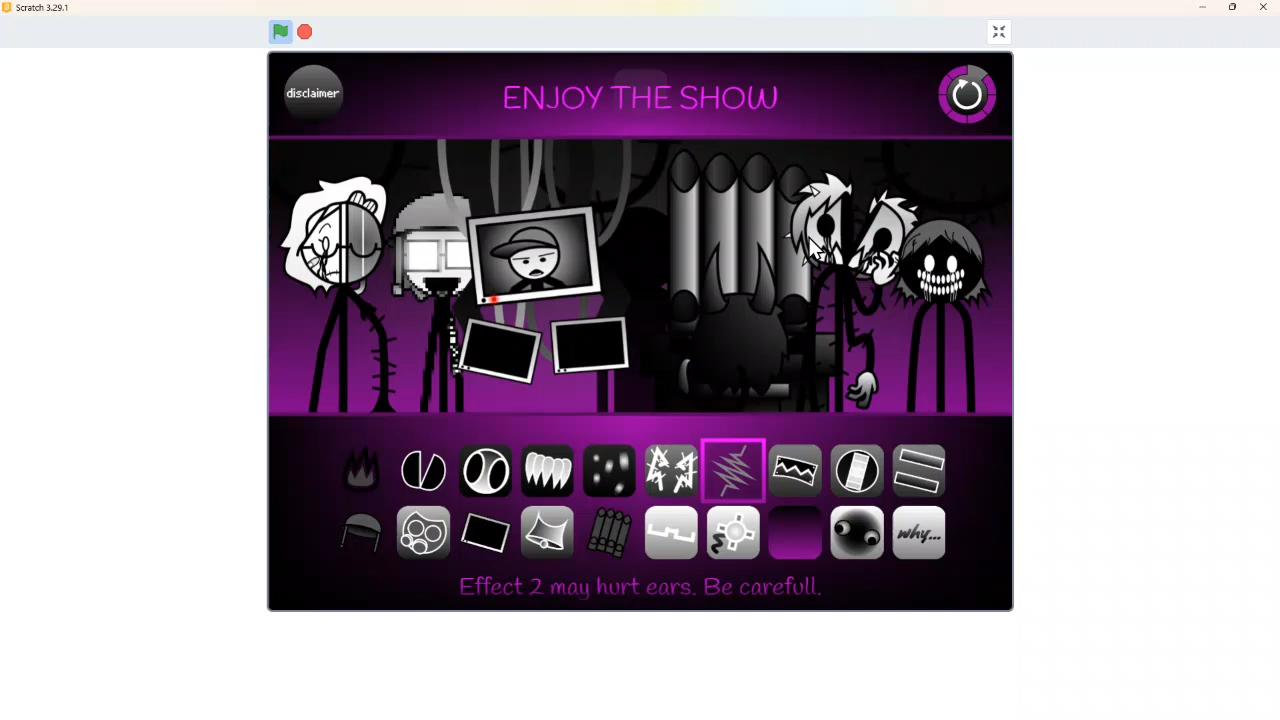 Scratch 3.29.1
disclaimer
ENJOY THE SHOW
why...
Effect 2 may hurt ears. Be carefull.